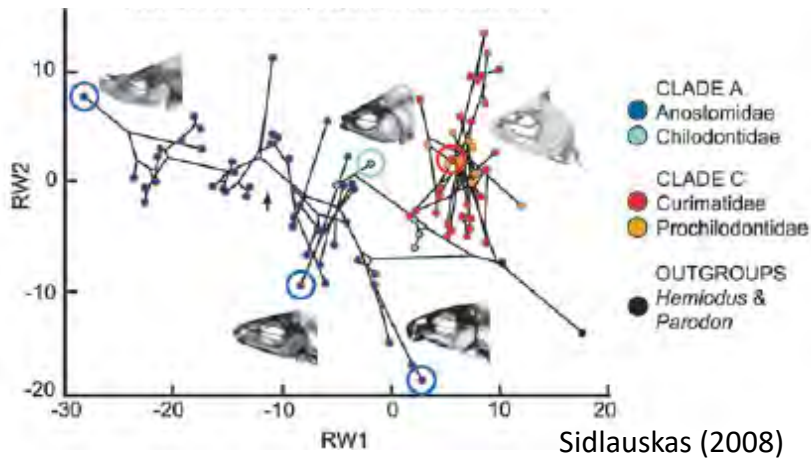 10
0
-10
-20
RW2
-30
-20
-10
0
10
20
RW1
CLADE A
Anostomidae
Chilodontidae
CLADE C
Curimatidae
Prochilodontidae
OUTGROUPS
Hemiodus &
Parodon
Sidlauskas (2008)